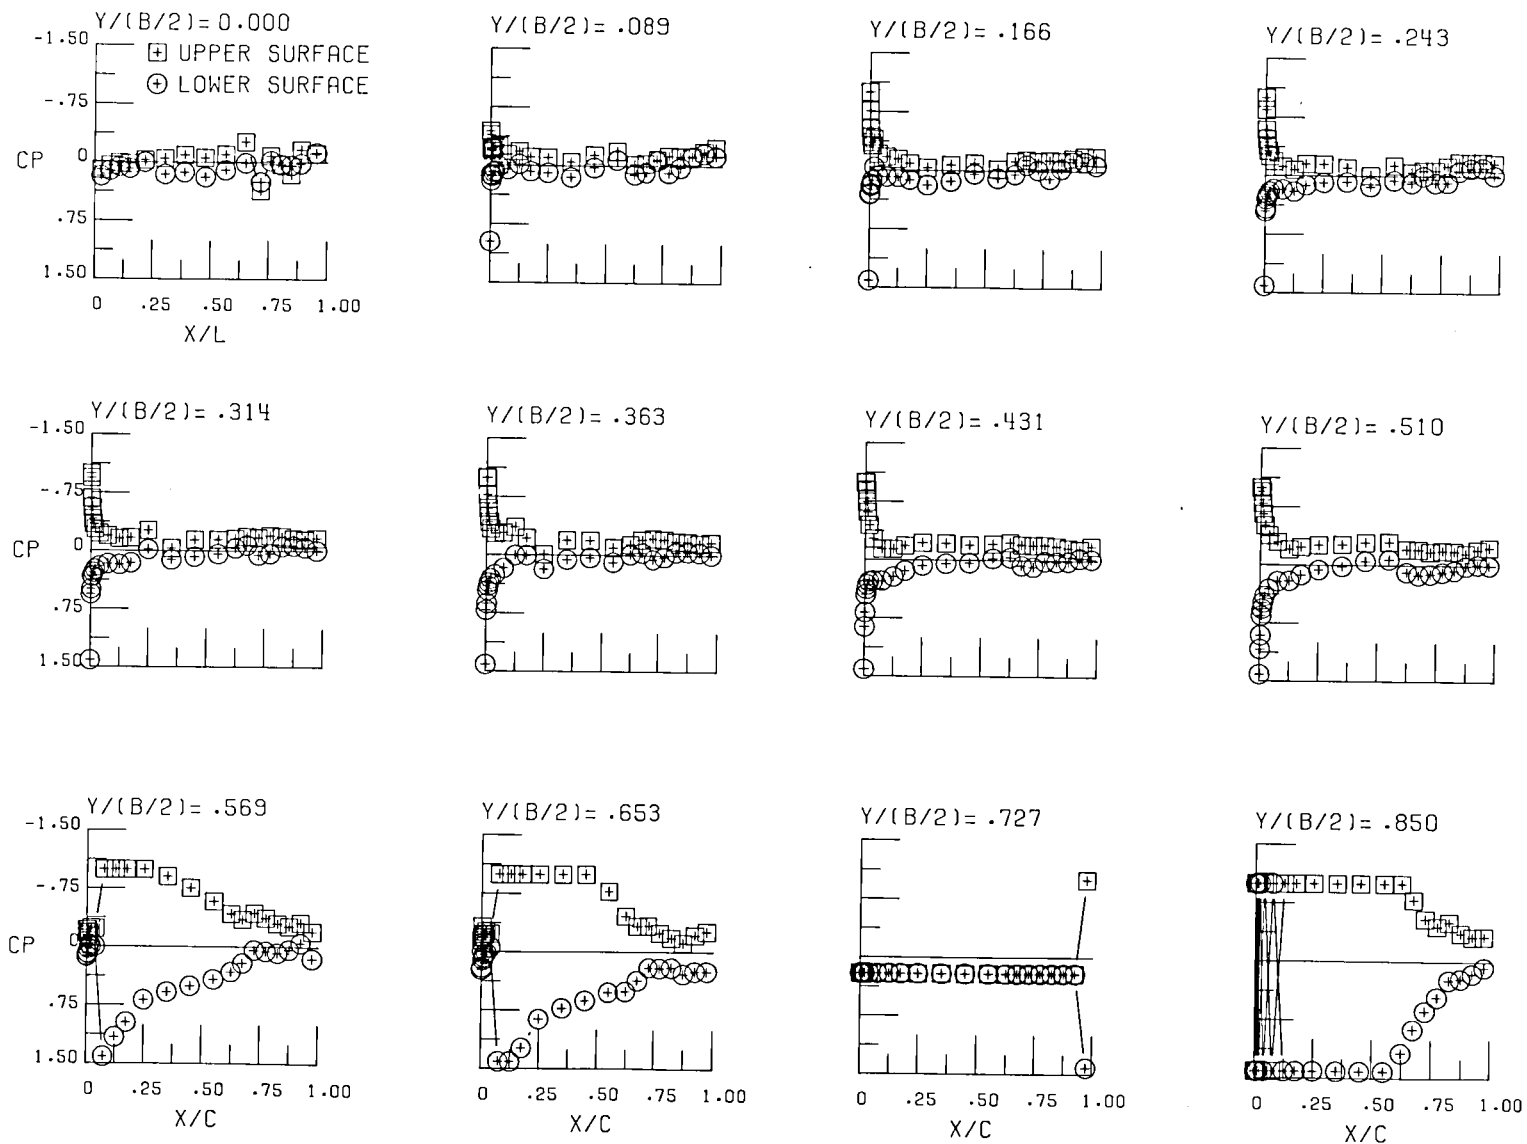 Y/(B/2)= 0.000
-1.50
UPPER SURFACE
LOWER SURFACE
-.75
CP
0
.75
1.50
0 .25 .50 .75 1.00
X/L
Y/(B/2)= .089
Y/(B/2)= .166
Y/(B/2)= .243
Y/(B/2)= .314
-1.50
-.75
CP
0
.75
1.50
Y/(B/2)= .363
Y/(B/2)= .431
Y/(B/2)= .510
Y/(B/2)= .569
-1.50
-.75
CP
0
.75
1.50
0 .25 .50 .75 1.00
X/C
Y/(B/2)= .653
0 .25 .50 .75 1.00
X/C
Y/(B/2)= .727
0 .25 .50 .75 1.00
X/C
Y/(B/2)= .850
0 .25 .50 .75 1.00
X/C